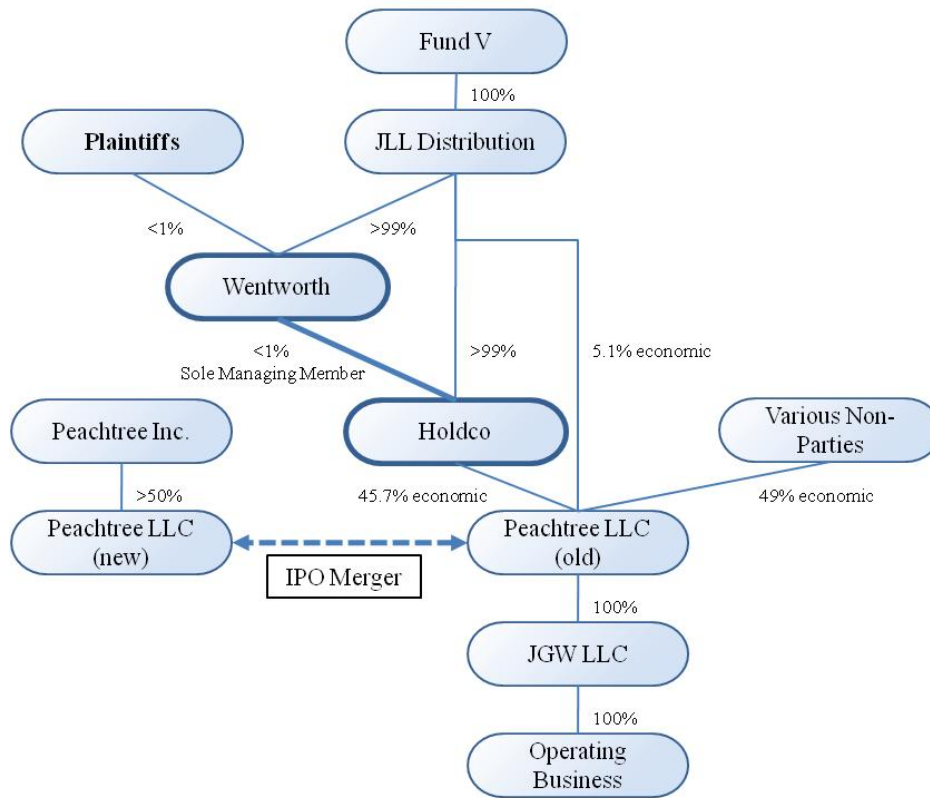 Fund V
100%
Plaintiffs
JLL Distribution
<1%
>99%
Wentworth
<1%
Sole Managing Member
>99%
5.1% economic
Peachtree Inc.
Holdco
Various Non-
Parties
>50%
45.7% economic
49% economic
Peachtree LLC
(new)
Peachtree LLC
(old)
IPO Merger
100%
JGW LLC
100%
Operating
Business